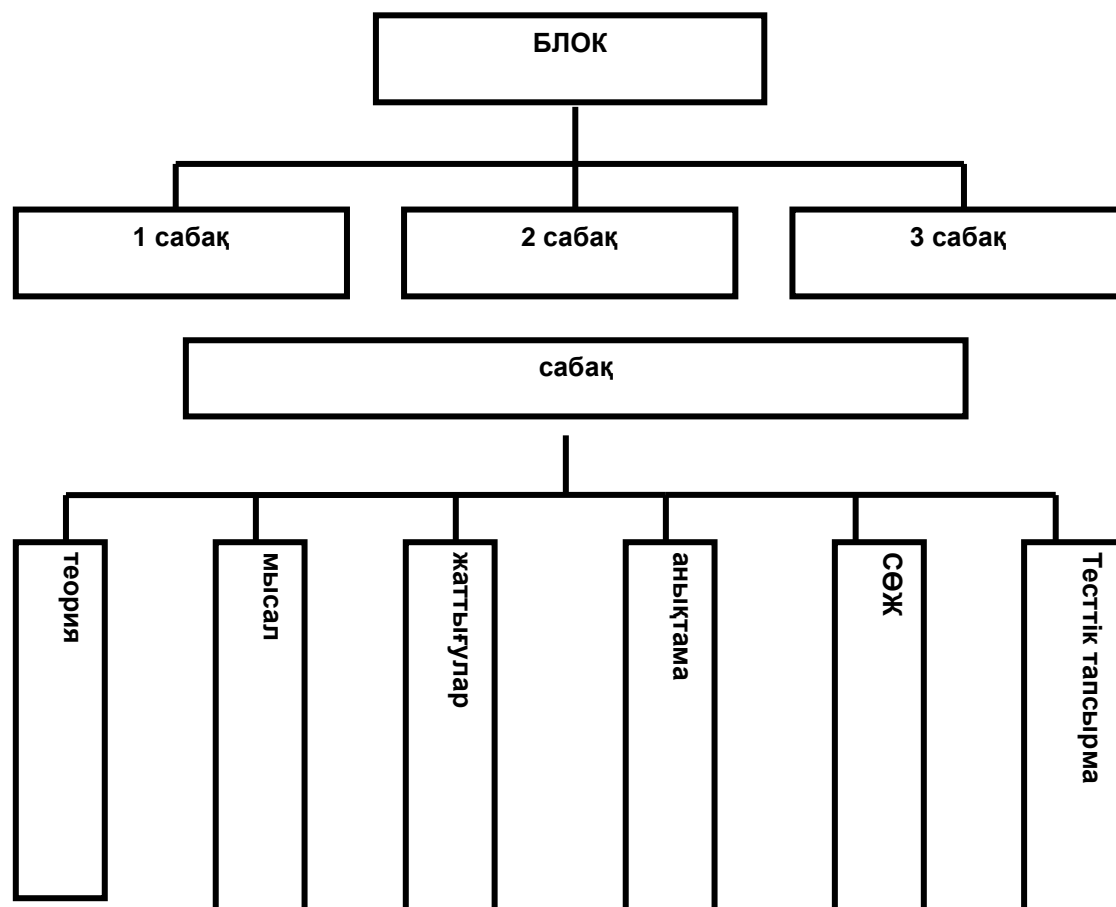 БЛОК
1 сабақ
2 сабақ
3 сабақ
сабақ
теория
мысал
жаттығулар
анықтама
СӨЖ
Тесттік тапсырма